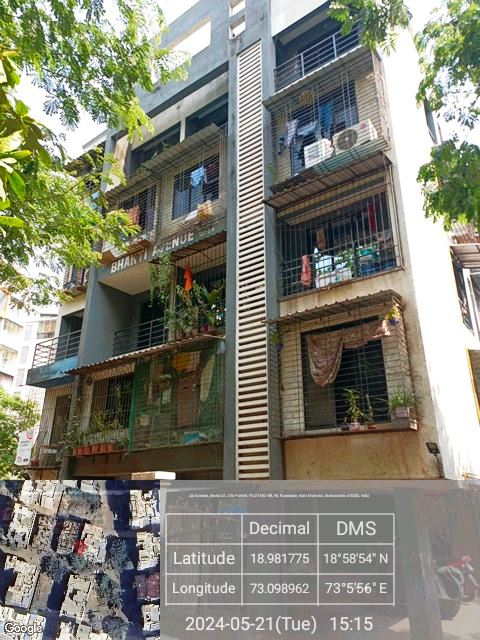 BHAKTI AVENUE
Decimal DMS
Latitude 18.981775 18°58'54" N
Longitude 73.098962 73°5'56" E
2024-05-21(Tue) 15:15
Google